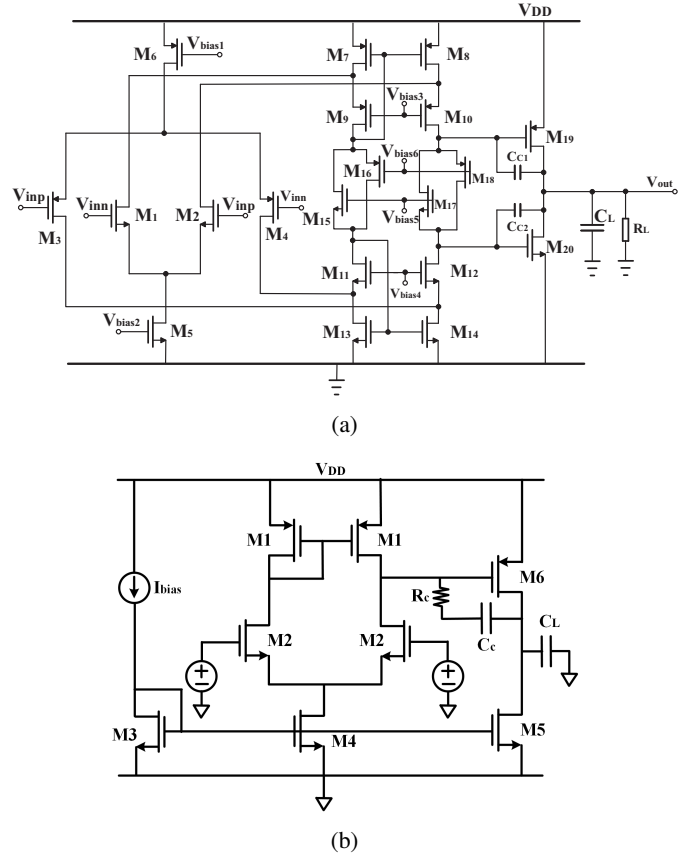 VDD
M6
Vbias1
M7
M8
Vbias3
M9
M10
M19
CC1
Vbias6
M16
M18
Vinp
Vinn
M1
M2
Vinp
Vinn
M3
M4
M15
M17
Vbias5
Vout
CC2
CL
RL
M20
M11
M12
Vbias4
Vbias2
M5
M13
M14
(a)
VDD
M1
M1
Ibias
M6
Rc
Cc
CL
M2
M2
M3
M4
M5
(b)